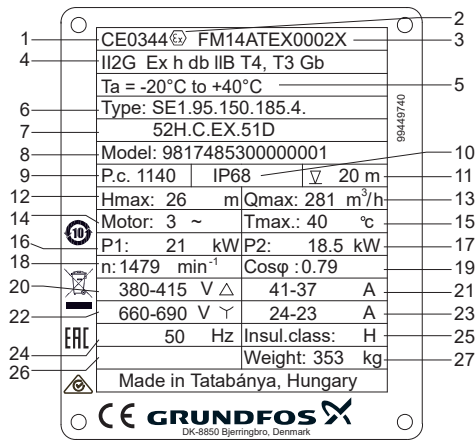 1 CE0344 Ex FM14ATEX0002X 2 3
4 II2G Ex h db llB T4, T3 Gb
Ta = -20°C to +40°C 5
6 Type: SE1.95.150.185.4.
7 52H.C.EX.51D
8 Model: 9817485300000001
9 P.c. 1140 IP68 10 20 m 11
12 Hmax: 26 m Qmax: 281 m³/h 13
14 Motor: 3 ~ Tmax.: 40 °c 15
16 P1: 21 kW P2: 18.5 kW 17
18 n: 1479 min⁻¹ Cosφ : 0.79 19
20 380-415 V △ 41-37 A 21
22 660-690 V Y 24-23 A 23
24 50 Hz Insul.class: H 25
26 Weight: 353 kg 27
Made in Tatabánya, Hungary
CE GRUNDFOS X
DK-8850 Bjerringbro, Denmark
99449740
10
EAC